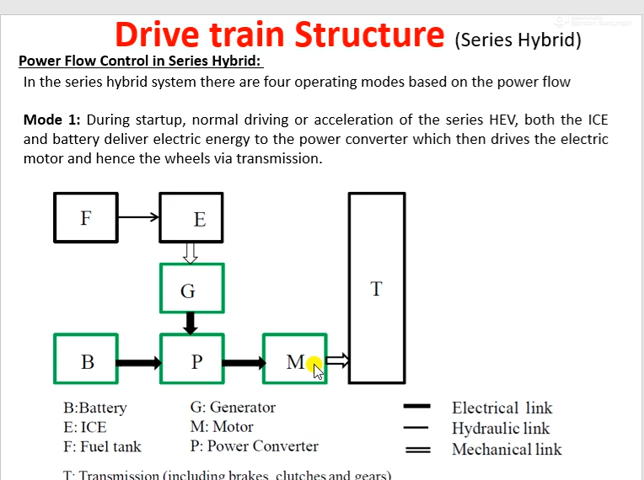 Drive train Structure (Series Hybrid)
Power Flow Control in Series Hybrid:
In the series hybrid system there are four operating modes based on the power flow
Mode 1: During startup, normal driving or acceleration of the series HEV, both the ICE
and battery deliver electric energy to the power converter which then drives the electric
motor and hence the wheels via transmission.
F
E
G
T
B
P
M
B:Battery
G: Generator
Electrical link
E: ICE
M: Motor
Hydraulic link
F: Fuel tank
P: Power Converter
Mechanical link
T: Transmission (including brakes, clutches and gears)